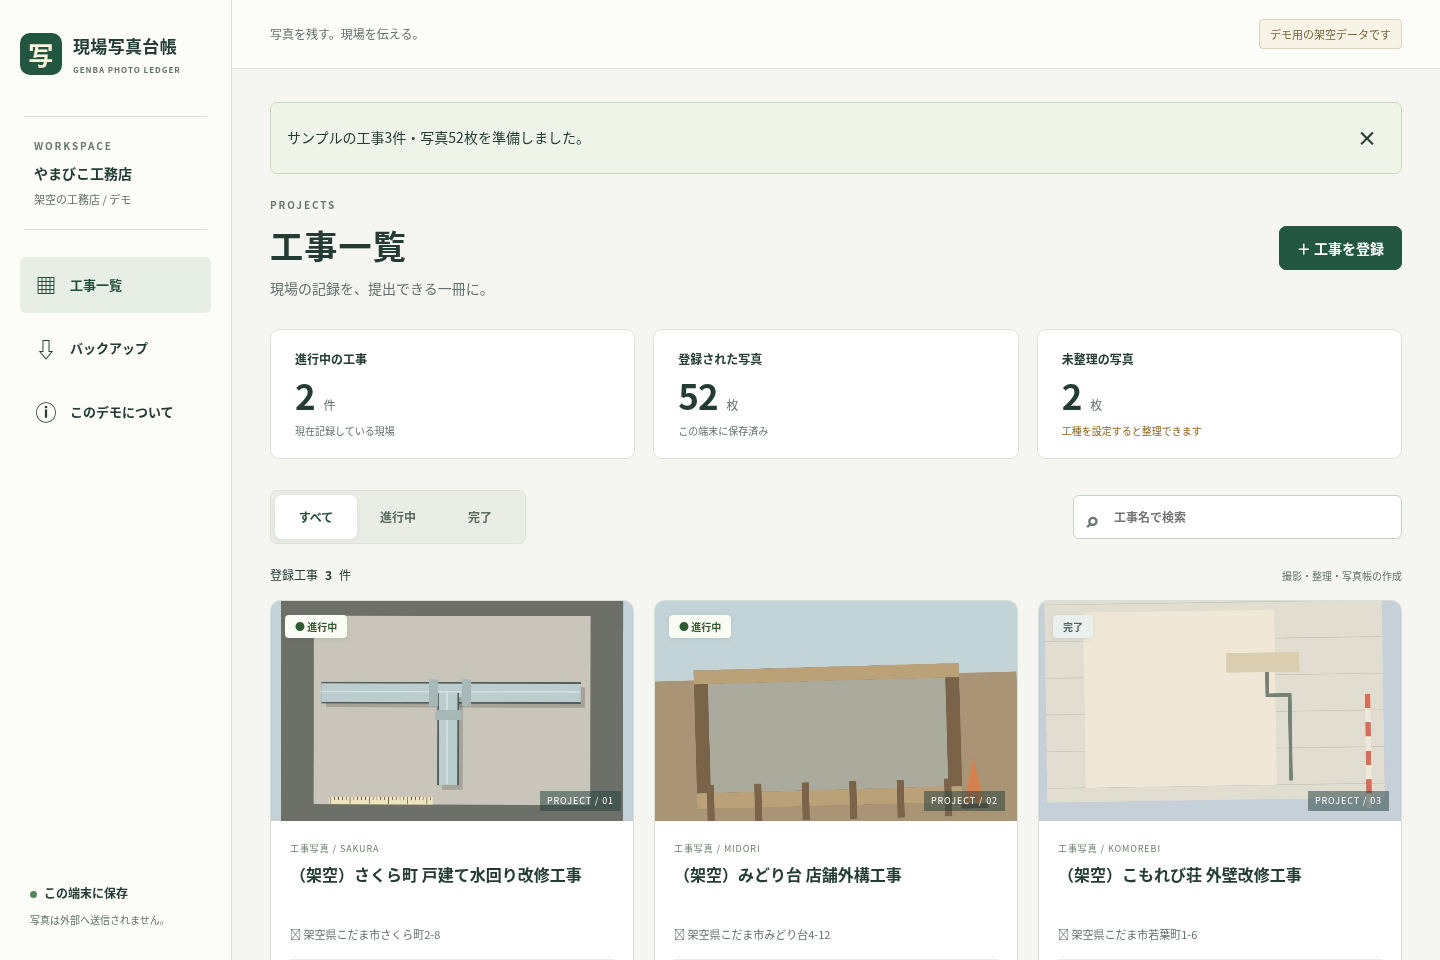 写
現場写真台帳
GENBA PHOTO LEDGER
WORKSPACE
やまびこ工務店
架空の工務店 / デモ
工事一覧
バックアップ
このデモについて
この端末に保存
写真は外部へ送信されません。
写真を残す。現場を伝える。
デモ用の架空データです
サンプルの工事3件・写真52枚を準備しました。
PROJECTS
工事一覧
現場の記録を、提出できる一冊に。
＋ 工事を登録
進行中の工事
2 件
現在記録している現場
登録された写真
52 枚
この端末に保存済み
未整理の写真
2 枚
工種を設定すると整理できます
すべて
進行中
完了
工事名で検索
登録工事 3 件
撮影・整理・写真帳の作成
進行中
PROJECT / 01
工事写真 / SAKURA
（架空）さくら町 戸建て水回り改修工事
架空県こだま市さくら町2-8
進行中
PROJECT / 02
工事写真 / MIDORI
（架空）みどり台 店舗外構工事
架空県こだま市みどり台4-12
完了
PROJECT / 03
工事写真 / KOMOREBI
（架空）こもれび荘 外壁改修工事
架空県こだま市若葉町1-6